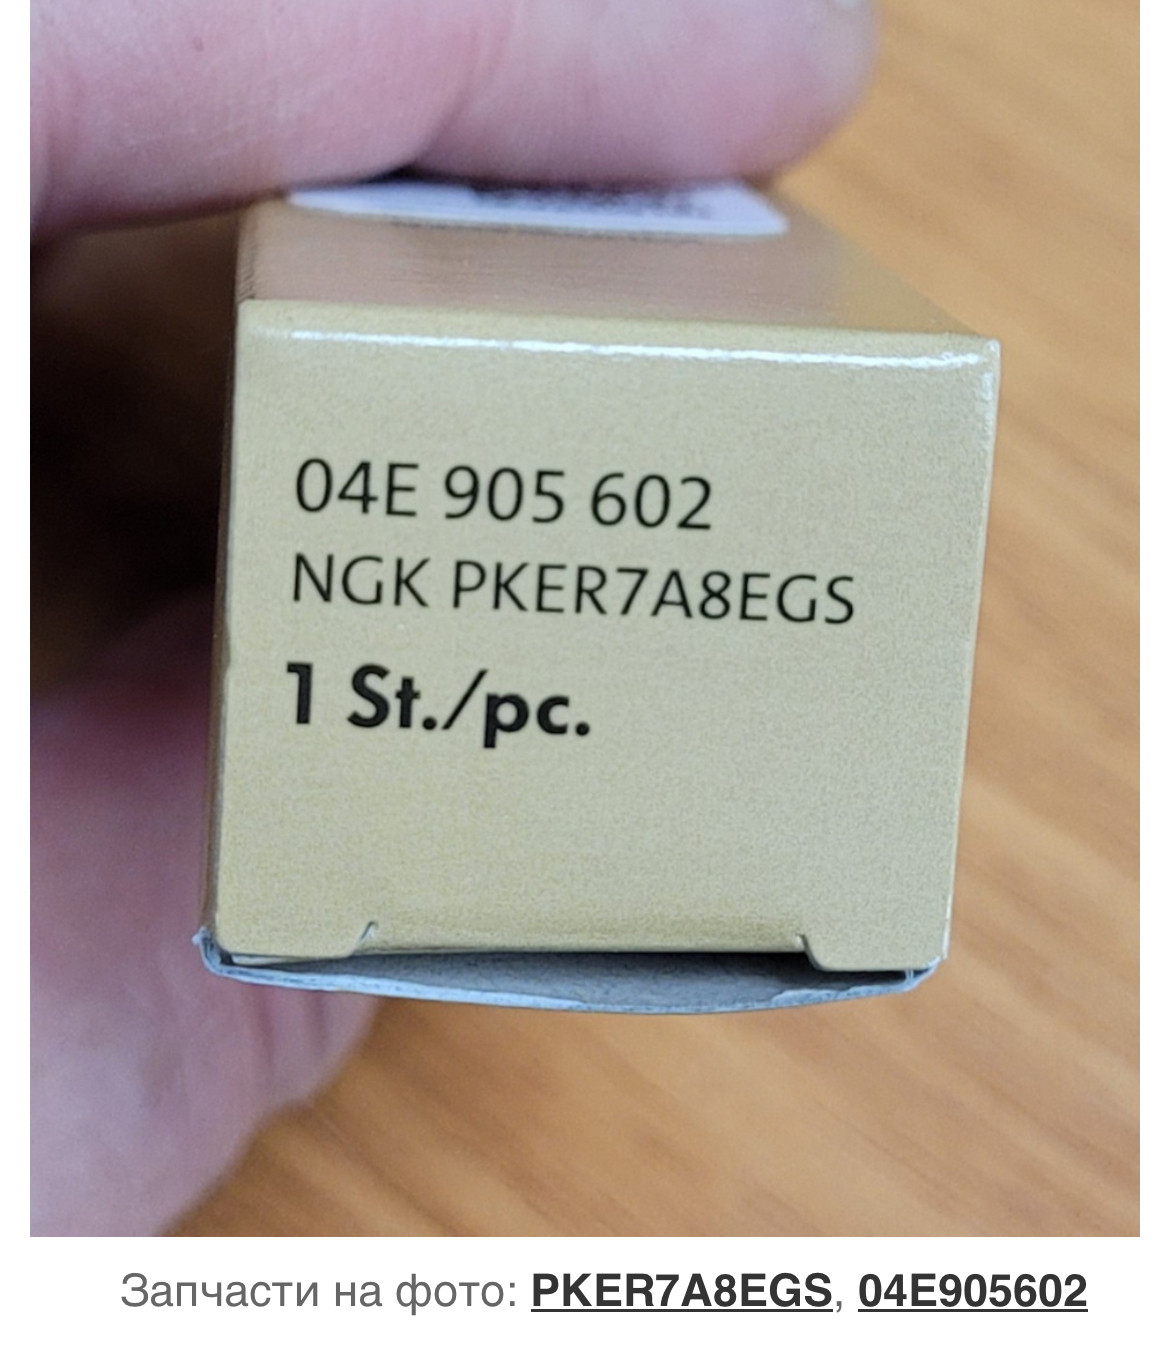 04E 905 602
NGK PKER7A8EGS
1 St./pc.
Запчасти на фото: PKER7A8EGS, 04E905602